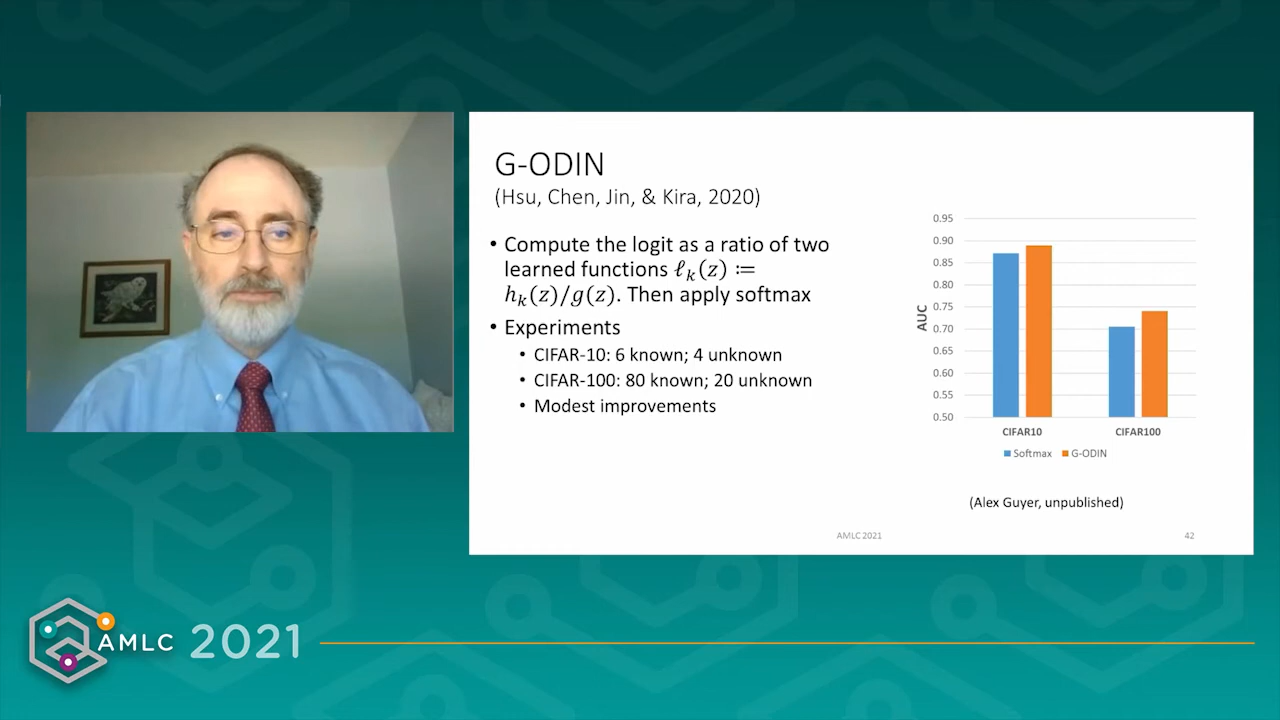 G-ODIN
(Hsu, Chen, Jin, & Kira, 2020)
• Compute the logit as a ratio of two
learned functions ℓₖ(z) ≔
hₖ(z)/g(z). Then apply softmax
• Experiments
• CIFAR-10: 6 known; 4 unknown
• CIFAR-100: 80 known; 20 unknown
• Modest improvements
0.95
0.90
0.85
0.80
0.75
0.70
0.65
0.60
0.55
0.50
AUC
CIFAR10 CIFAR100
Softmax G-ODIN
(Alex Guyer, unpublished)
AMLC 2021 42
AMLC 2021